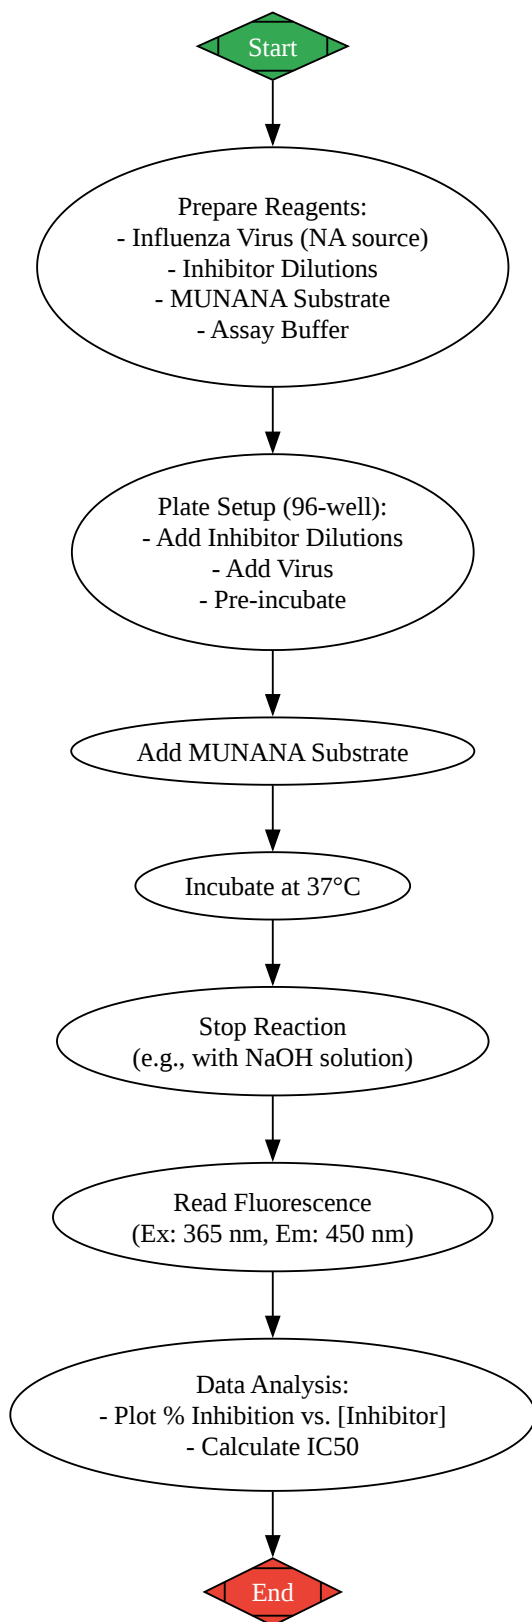 Start
Prepare Reagents:
- Influenza Virus (NA source)
- Inhibitor Dilutions
- MUNANA Substrate
- Assay Buffer
Plate Setup (96-well):
- Add Inhibitor Dilutions
- Add Virus
- Pre-incubate
Add MUNANA Substrate
Incubate at 37°C
Stop Reaction
(e.g., with NaOH solution)
Read Fluorescence
(Ex: 365 nm, Em: 450 nm)
Data Analysis:
- Plot % Inhibition vs. [Inhibitor]
- Calculate IC50
End